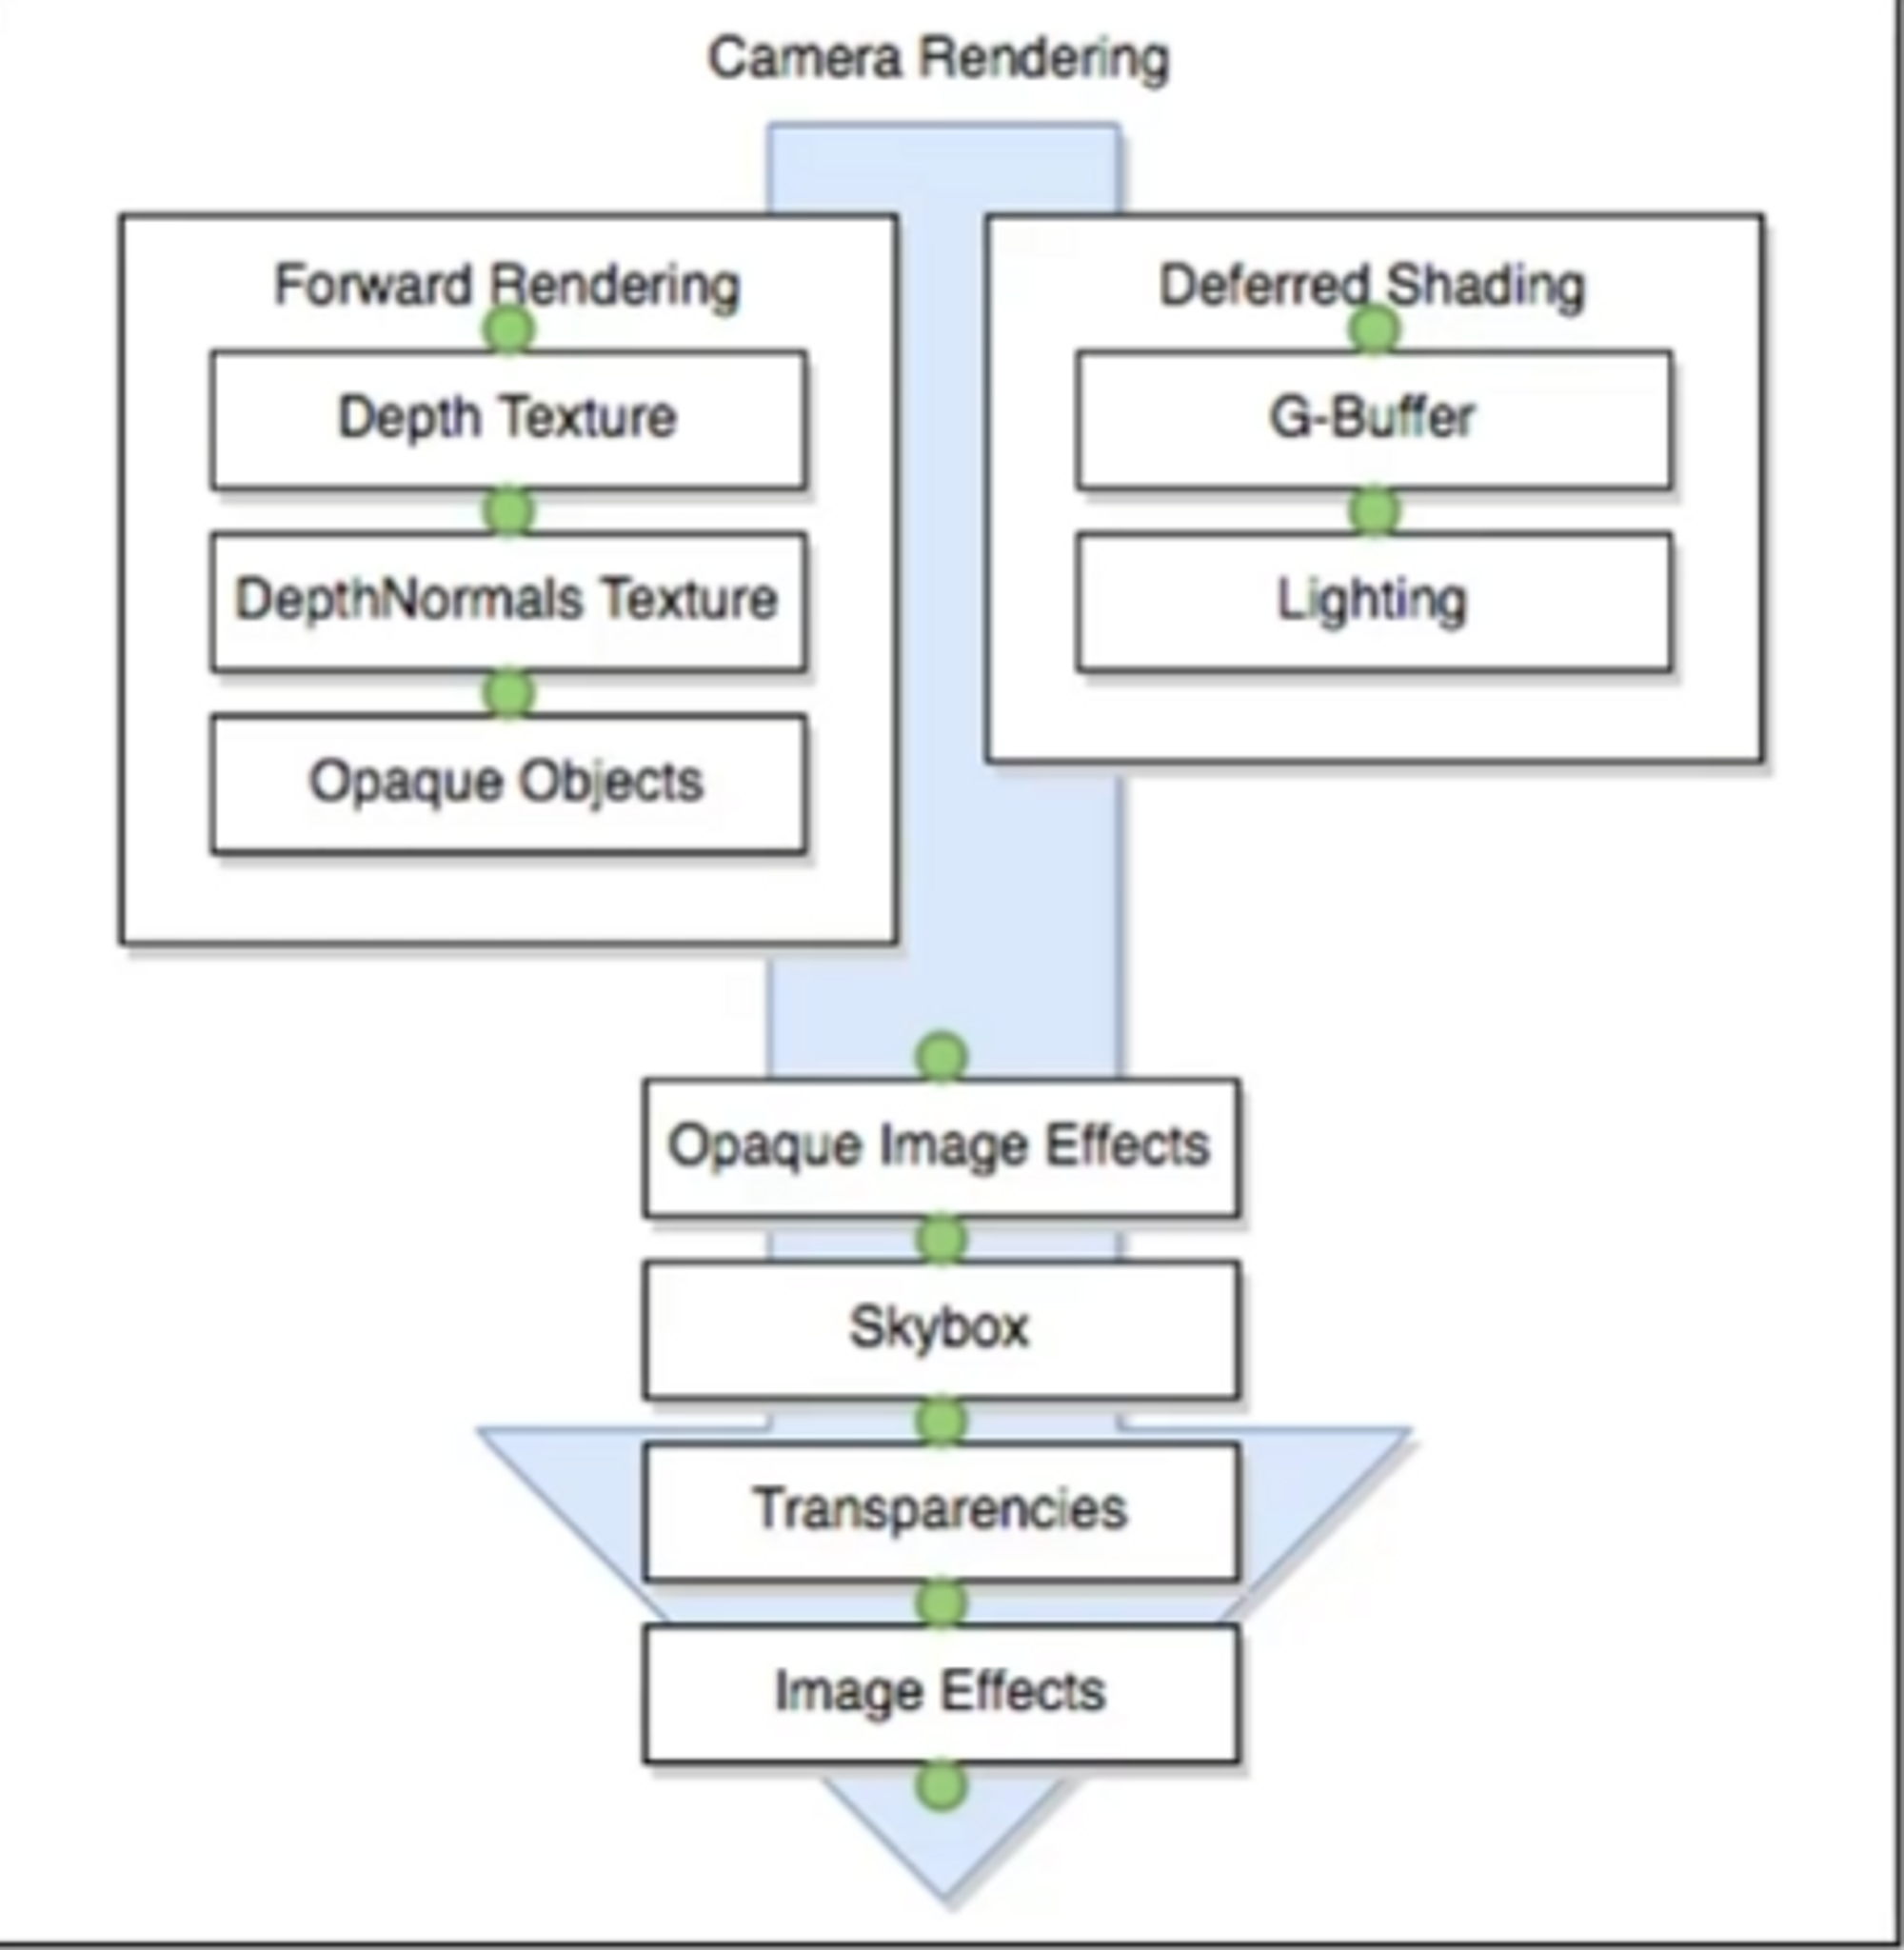 Camera Rendering
Forward Rendering
Depth Texture
DepthNormals Texture
Opaque Objects
Deferred Shading
G-Buffer
Lighting
Opaque Image Effects
Skybox
Transparencies
Image Effects